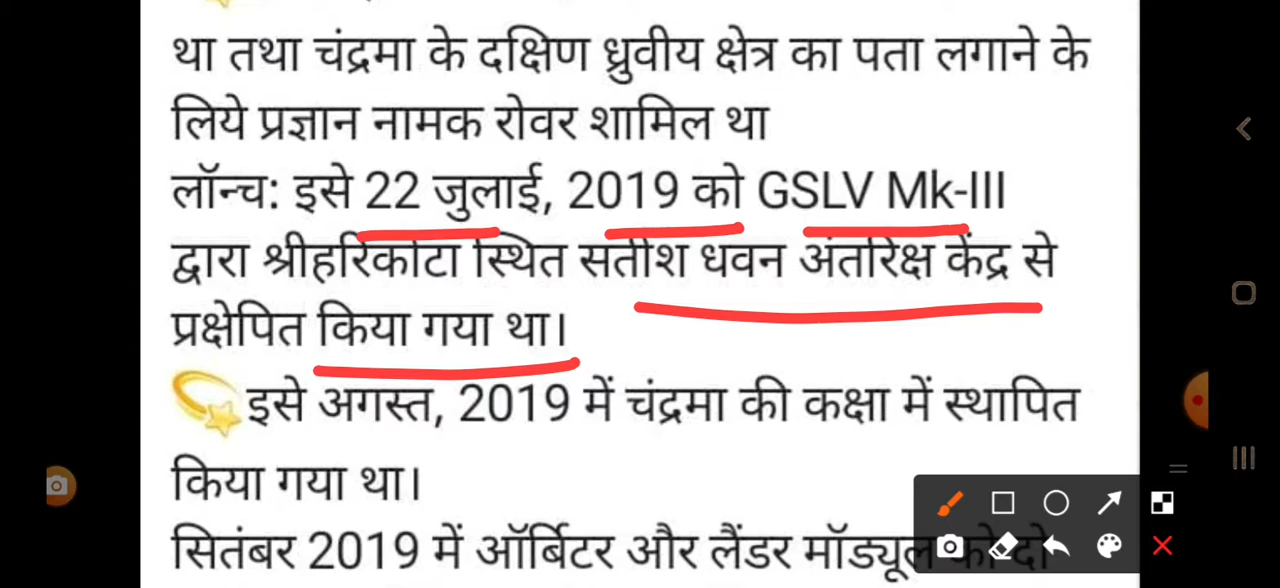 था तथा चंद्रमा के दक्षिण ध्रुवीय क्षेत्र का पता लगाने के
लिये प्रज्ञान नामक रोवर शामिल था
लॉन्च: इसे 22 जुलाई, 2019 को GSLV Mk-III
द्वारा श्रीहरिकोटा स्थित सतीश धवन अंतरिक्ष केंद्र से
प्रक्षेपित किया गया था।
इसे अगस्त, 2019 में चंद्रमा की कक्षा में स्थापित
किया गया था।
सितंबर 2019 में ऑर्बिटर और लैंडर मॉड्यूल को दो